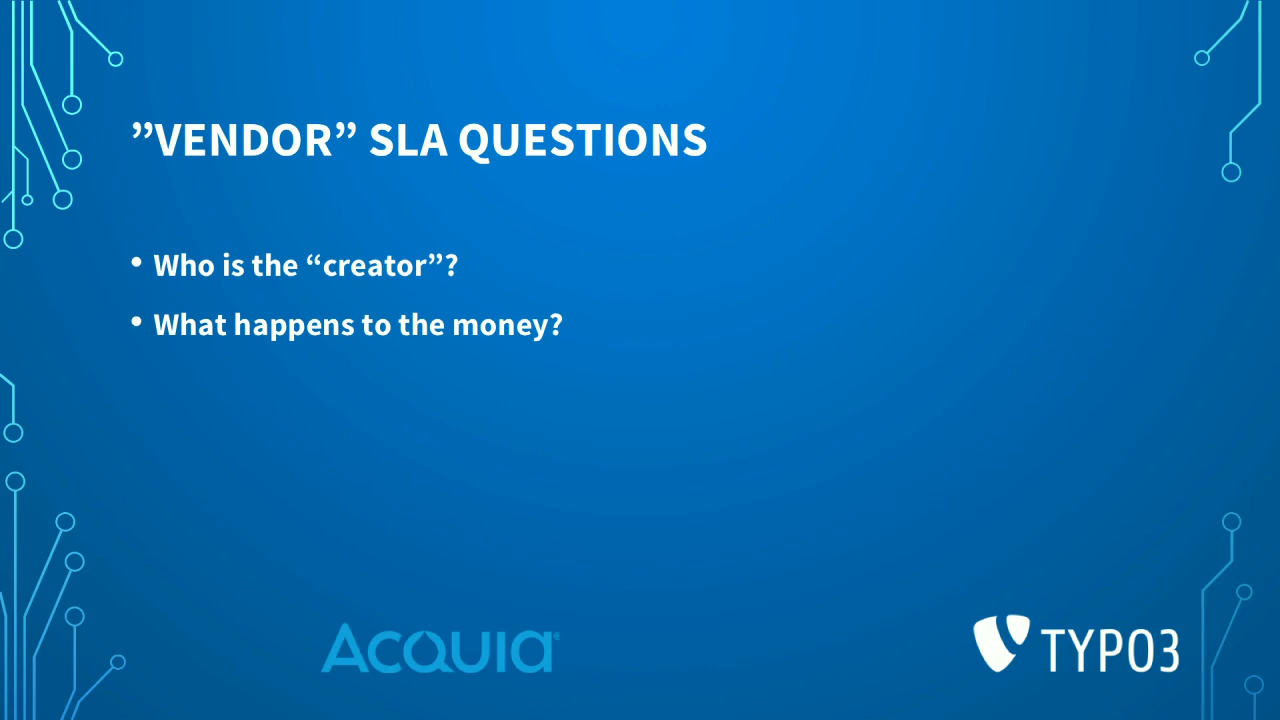 ”VENDOR” SLA QUESTIONS
• Who is the “creator”?
• What happens to the money?
ACQUIA®
TYPO3